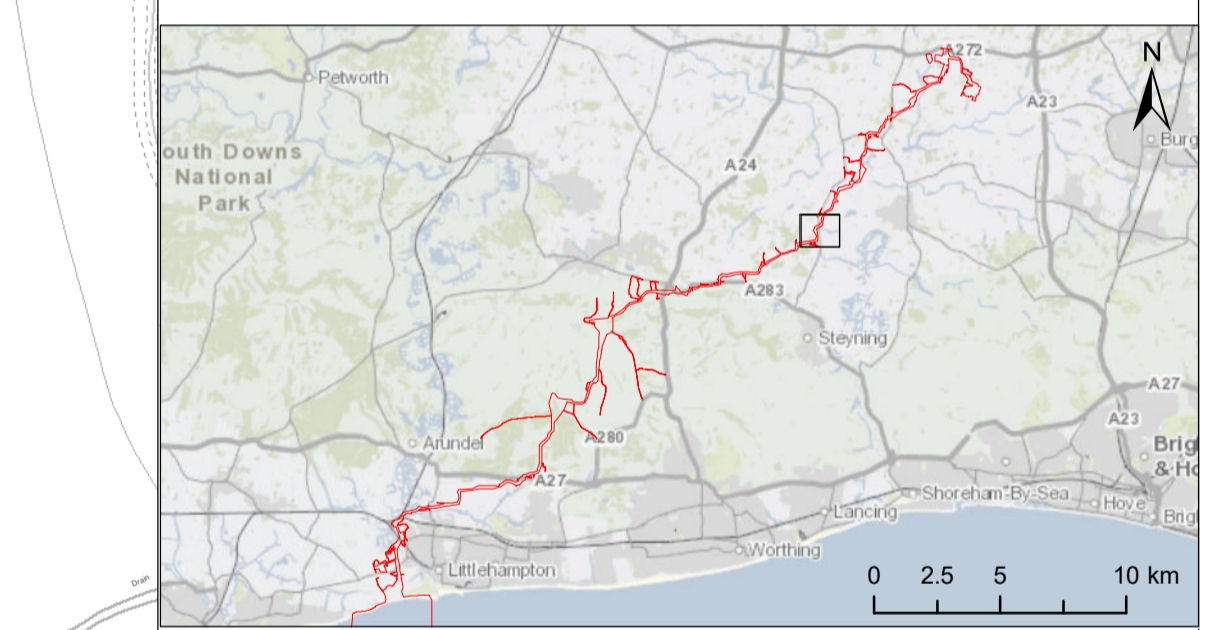 A272
N
Petworth
A23
Burg
outh Downs
National
Park
A24
A283
Steyning
A27
A23
Arundel
A280
Brig
& Ho
A27
Shoreham-By-Sea
Hove
Lancing
Brigl
Worthing
Littlehampton
Drain
0 2.5 5 10 km